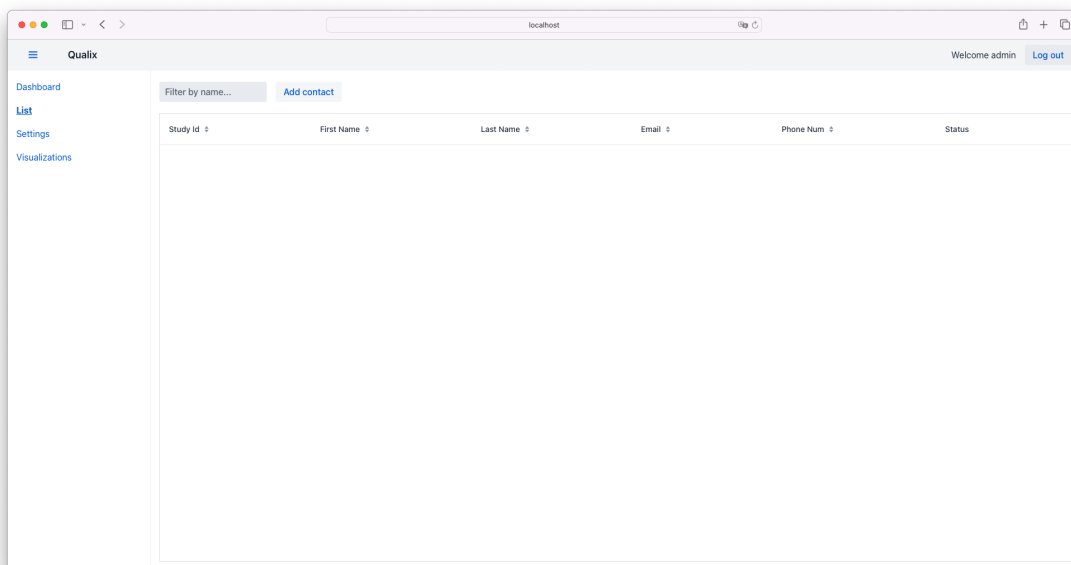 localhost
Qualix
Welcome admin Log out
Dashboard
List
Settings
Visualizations
Filter by name... Add contact
Study Id First Name Last Name Email Phone Num Status